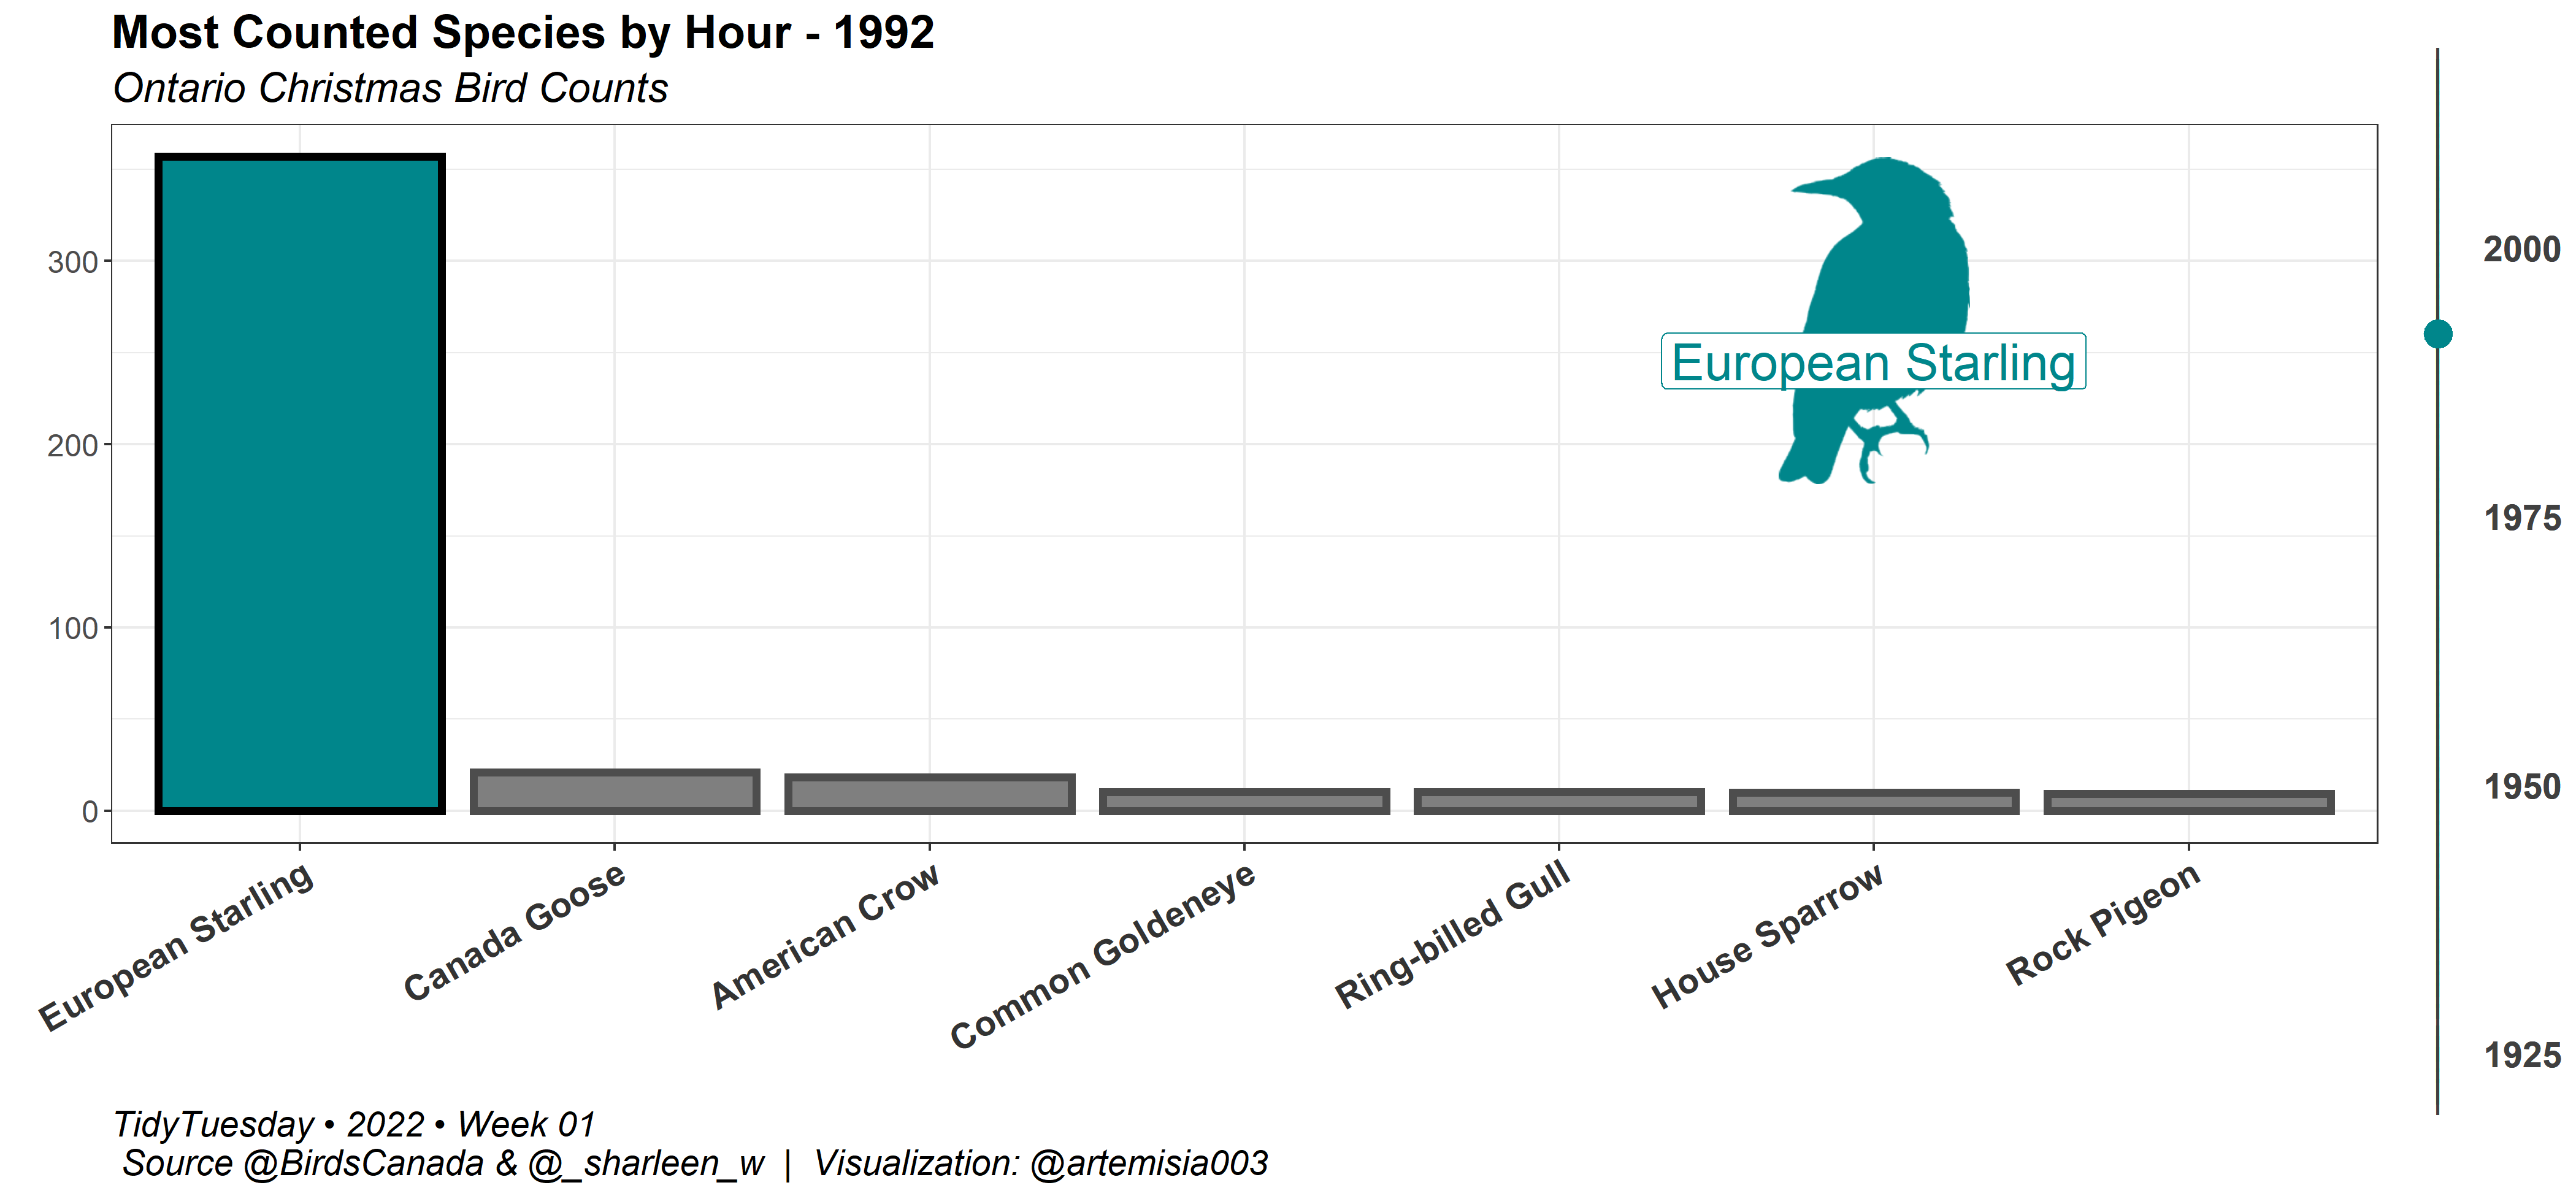 Most Counted Species by Hour - 1992
Ontario Christmas Bird Counts
300
200
100
0
European Starling
2000
1975
1950
1925
European Starling
Canada Goose
American Crow
Common Goldeneye
Ring-billed Gull
House Sparrow
Rock Pigeon
TidyTuesday • 2022 • Week 01
Source @BirdsCanada & @_sharleen_w | Visualization: @artemisia003